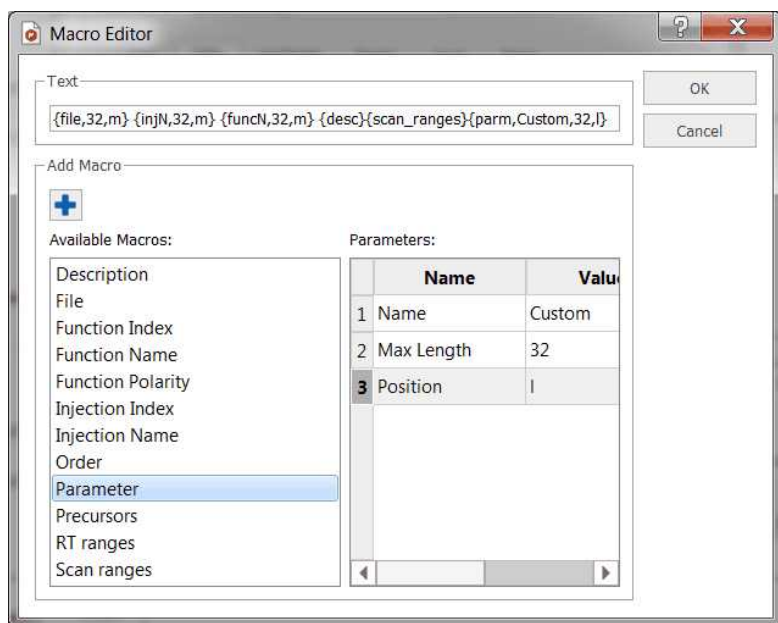 Macro Editor
?
X
Text
{file,32,m} {injN,32,m} {funcN,32,m} {desc}{scan_ranges}{parm,Custom,32,l}
OK
Cancel
Add Macro
Available Macros:
Parameters:
Description
File
Function Index
Function Name
Function Polarity
Injection Index
Injection Name
Order
Parameter
Precursors
RT ranges
Scan ranges
Name Valu
1 Name Custom
2 Max Length 32
3 Position l